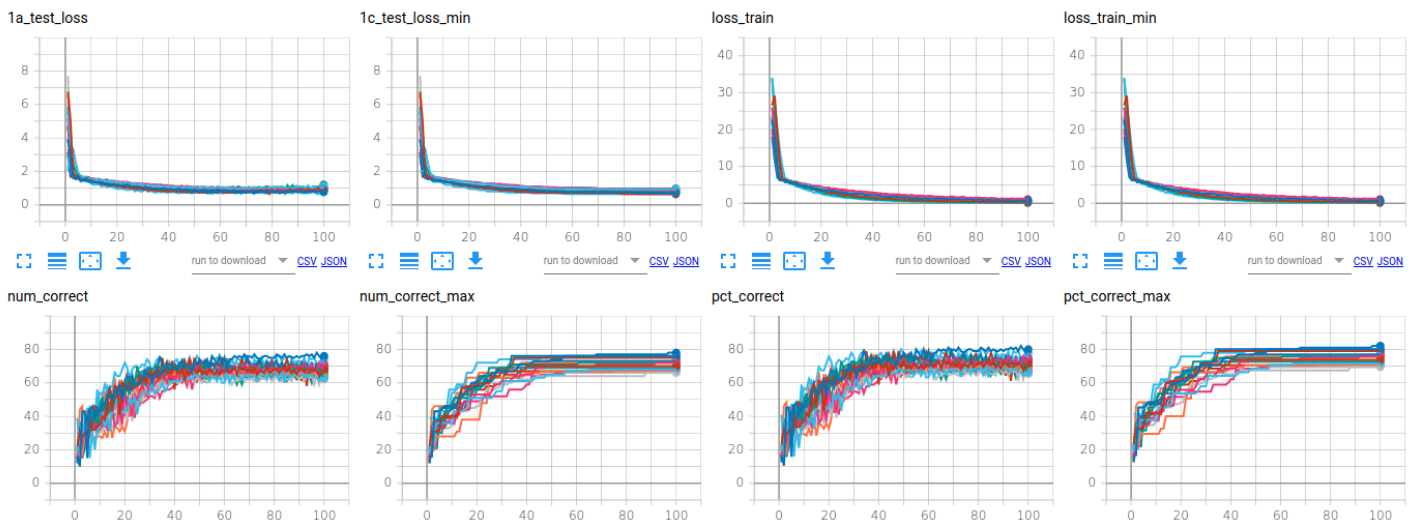 1a_test_loss 1c_test_loss_min loss_train loss_train_min
8 8 40 40
6 6 30 30
4 4 20 20
2 2 10 10
0 0 0 0
0 20 40 60 80 100 0 20 40 60 80 100 0 20 40 60 80 100 0 20 40 60 80 100
run to download CSV JSON run to download CSV JSON run to download CSV JSON run to download CSV JSON
num_correct num_correct_max pct_correct pct_correct_max
80 80 80 80
60 60 60 60
40 40 40 40
20 20 20 20
0 0 0 0
0 20 40 60 80 100 0 20 40 60 80 100 0 20 40 60 80 100 0 20 40 60 80 100